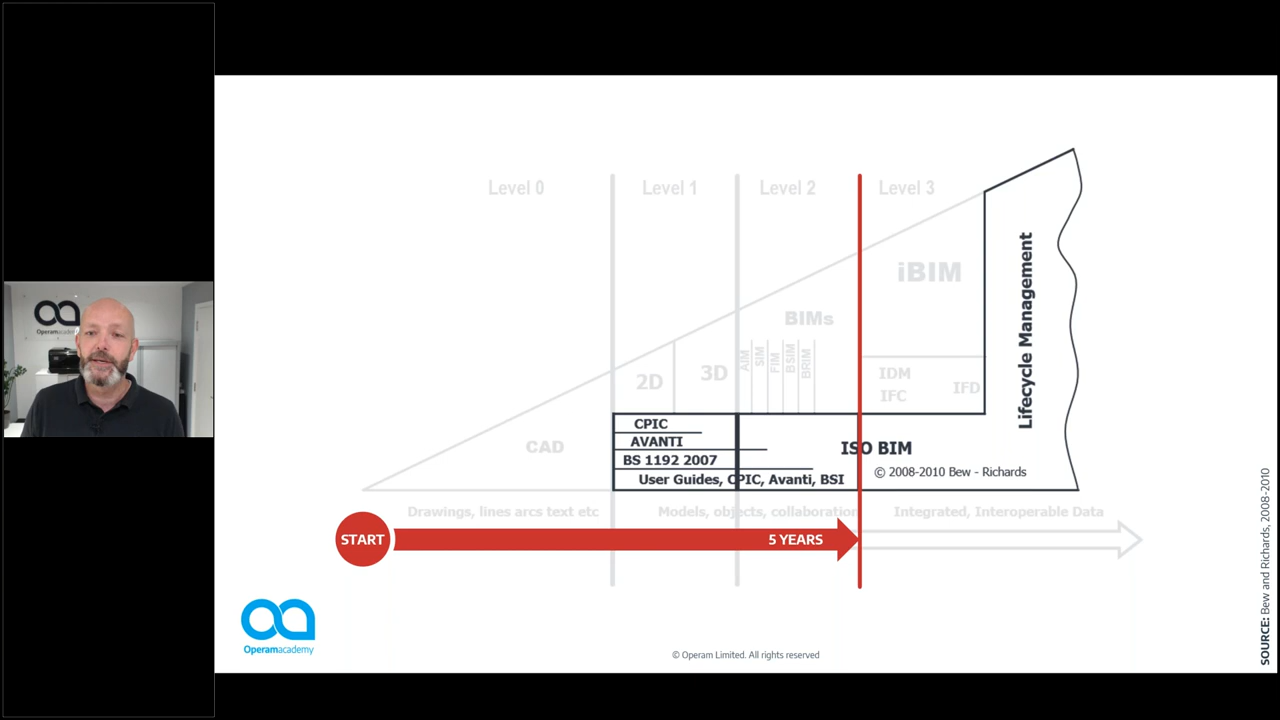 Level 0
Level 1
Level 2
Level 3
iBIM
BIMs
AIM
SIM
FIM
BSIM
BRIM
2D
3D
IDM
IFC
IFD
Lifecycle Management
CAD
CPIC
AVANTI
BS 1192 2007
User Guides, CPIC, Avanti, BSI
ISO BIM
© 2008-2010 Bew - Richards
Drawings, lines arcs text etc
Models, objects, collaboration
Integrated, Interoperable Data
START
5 YEARS
Operamacademy
© Operam Limited. All rights reserved
SOURCE: Bew and Richards, 2008-2010
Operamacademy